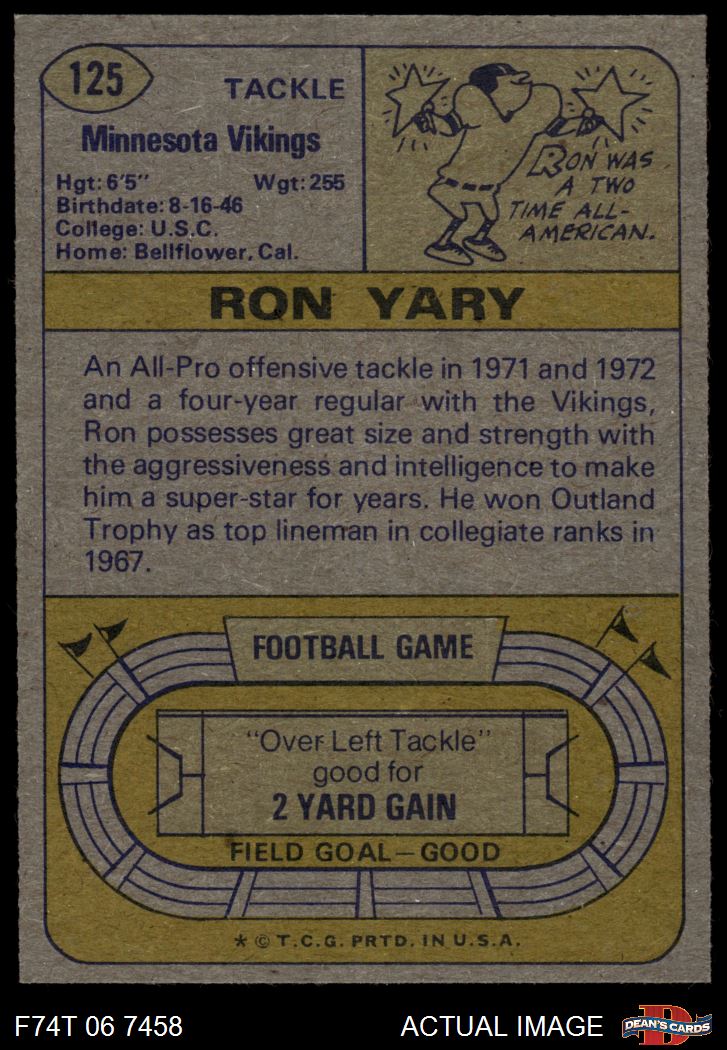 125
TACKLE
Minnesota Vikings
Hgt: 6'5" Wgt: 255
Birthdate: 8-16-46
College: U.S.C.
Home: Bellflower, Cal.
RON WAS
A TWO
TIME ALL-
AMERICAN.
RON YARY
An All-Pro offensive tackle in 1971 and 1972
and a four-year regular with the Vikings,
Ron possesses great size and strength with
the aggressiveness and intelligence to make
him a super-star for years. He won Outland
Trophy as top lineman in collegiate ranks in
1967.
FOOTBALL GAME
"Over Left Tackle"
good for
2 YARD GAIN
FIELD GOAL—GOOD
* © T.C.G. PRTD. IN U.S.A.
F74T 06 7458 ACTUAL IMAGE
D
DEAN'S CARDS